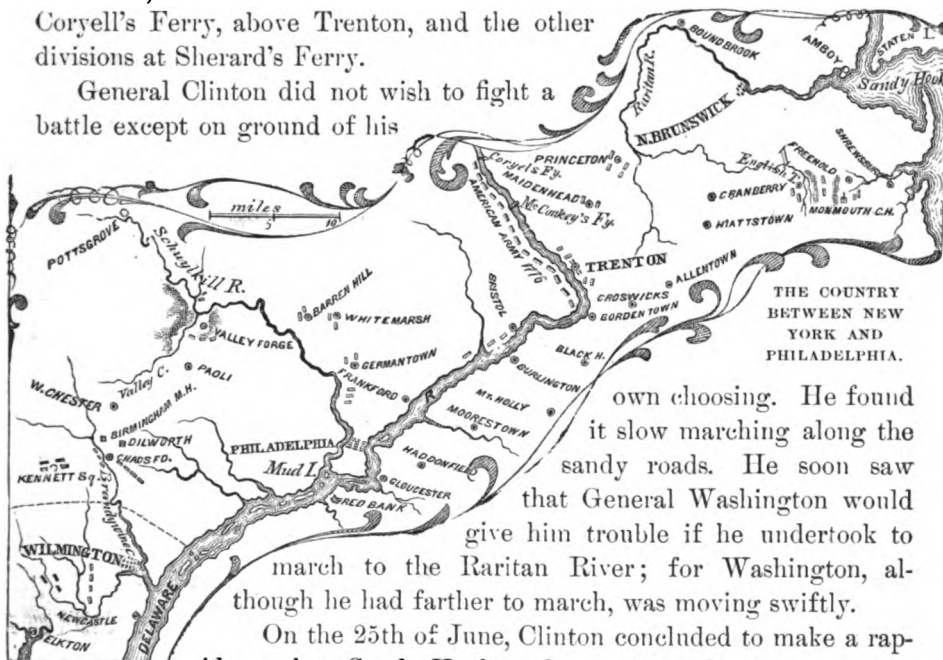 Coryell's Ferry, above Trenton, and the other
divisions at Sherard's Ferry.
General Clinton did not wish to fight a
battle except on ground of his
BOUND BROOK
AMBOY
STATEN I.
Sandy Hook
Raritan R.
N. BRUNSWICK
PRINCETON
Coryels Fy.
MAIDENHEAD
McConkey's Fy.
AMERICAN ARMY 1776
English T.
FREEHOLD
SHREWSBURY
CRANBERRY
MONMOUTH C.H.
HIATTSTOWN
miles
5 10
POTTSGROVE
Schuylkill R.
TRENTON
ALLENTOWN
CROSWICKS
BORDENTOWN
BRISTOL
BARREN HILL
WHITEMARSH
VALLEY FORGE
GERMANTOWN
PAOLI
FRANKFORD
Valley C.
BLACK H.
BURLINGTON
MT. HOLLY
MOORESTOWN
W. CHESTER
BIRMINGHAM M.H.
DILWORTH
CHADS FD.
KENNETT Sq.
Brandywine
PHILADELPHIA
Mud I.
HADDONFIELD
GLOUCESTER
RED BANK
WILMINGTON
NEWCASTLE
DELAWARE
R.
ELKTON
THE COUNTRY
BETWEEN NEW
YORK AND
PHILADELPHIA.
own choosing. He found
it slow marching along the
sandy roads. He soon saw
that General Washington would
give him trouble if he undertook to
march to the Raritan River; for Washington, al-
though he had farther to march, was moving swiftly.
On the 25th of June, Clinton concluded to make a rap-